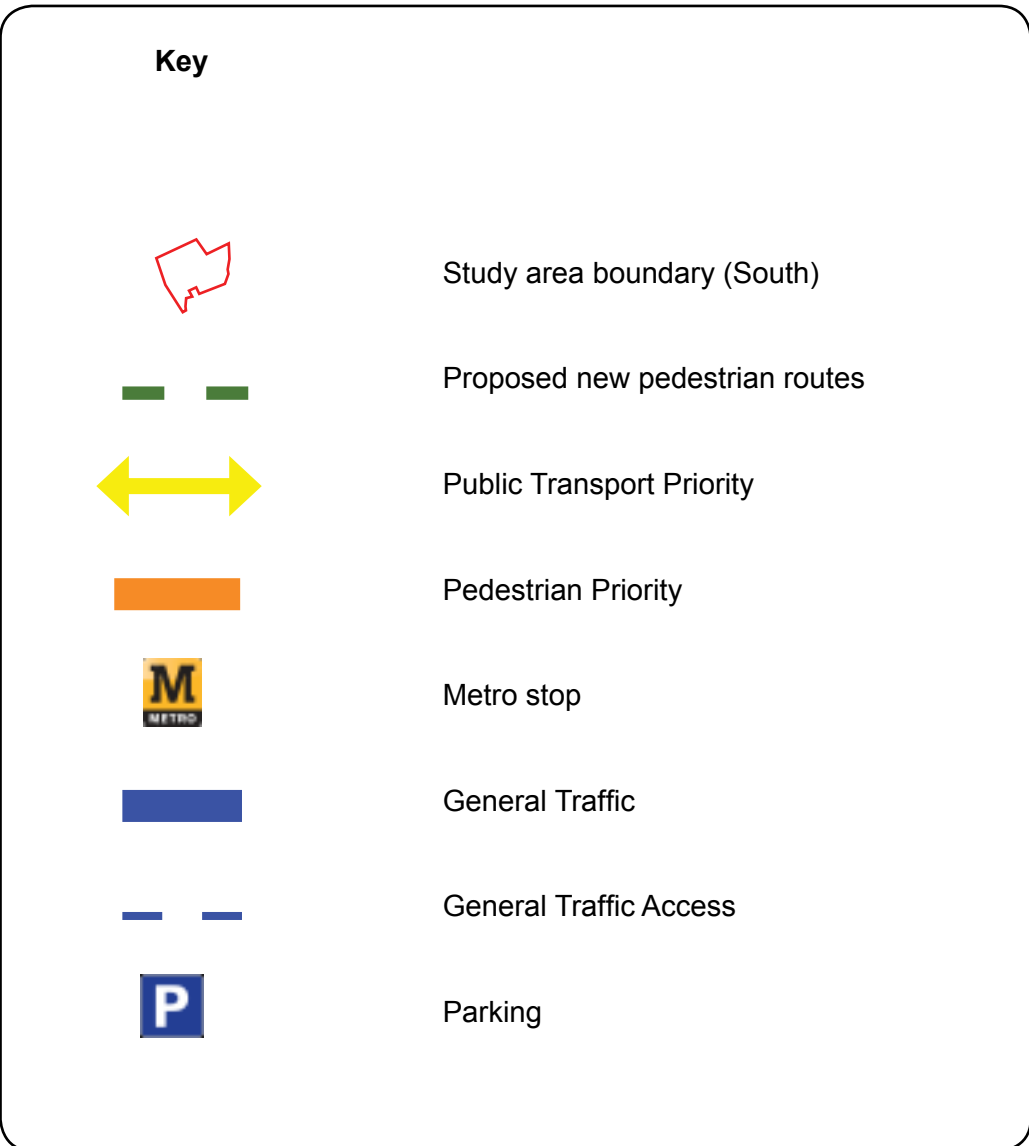 Key
Study area boundary (South)
Proposed new pedestrian routes
Public Transport Priority
Pedestrian Priority
M
METRO
Metro stop
General Traffic
General Traffic Access
P
Parking